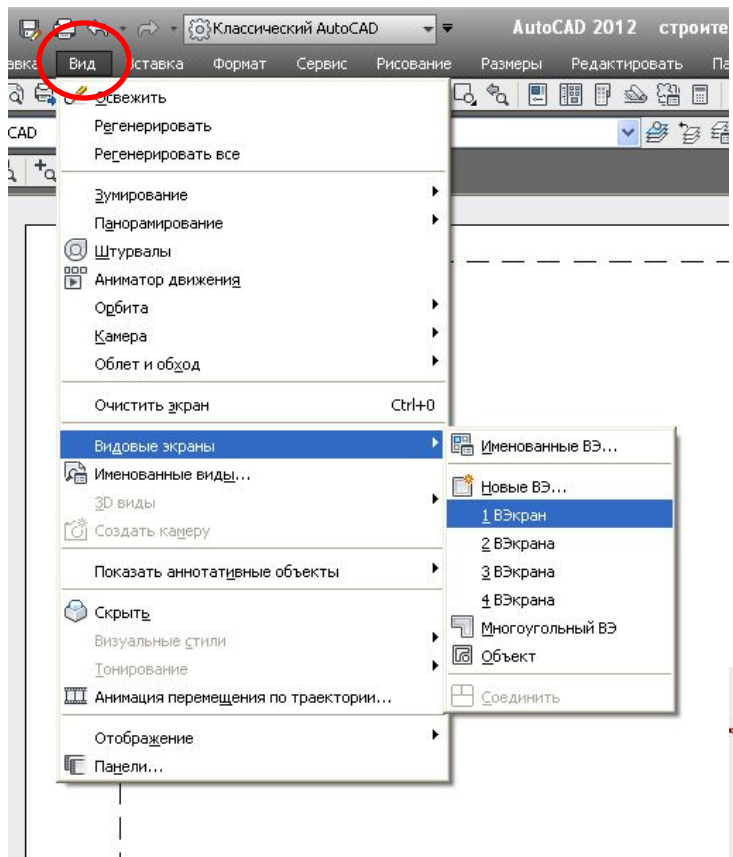 Классический AutoCAD
AutoCAD 2012 строите
авка Вид Вставка Формат Сервис Рисование Размеры Редактировать Па
CAD
Освежить
Регенерировать
Регенерировать все
Зумирование
Панорамирование
Штурвалы
Аниматор движения
Орбита
Камера
Облет и обход
Очистить экран Ctrl+0
Видовые экраны
Именованные виды...
3D виды
Создать камеру
Показать аннотативные объекты
Скрыть
Визуальные стили
Тонирование
Анимация перемещения по траектории...
Отображение
Панели...
Именованные ВЭ...
Новые ВЭ...
1 ВЭкран
2 ВЭкрана
3 ВЭкрана
4 ВЭкрана
Многоугольный ВЭ
Объект
Соединить